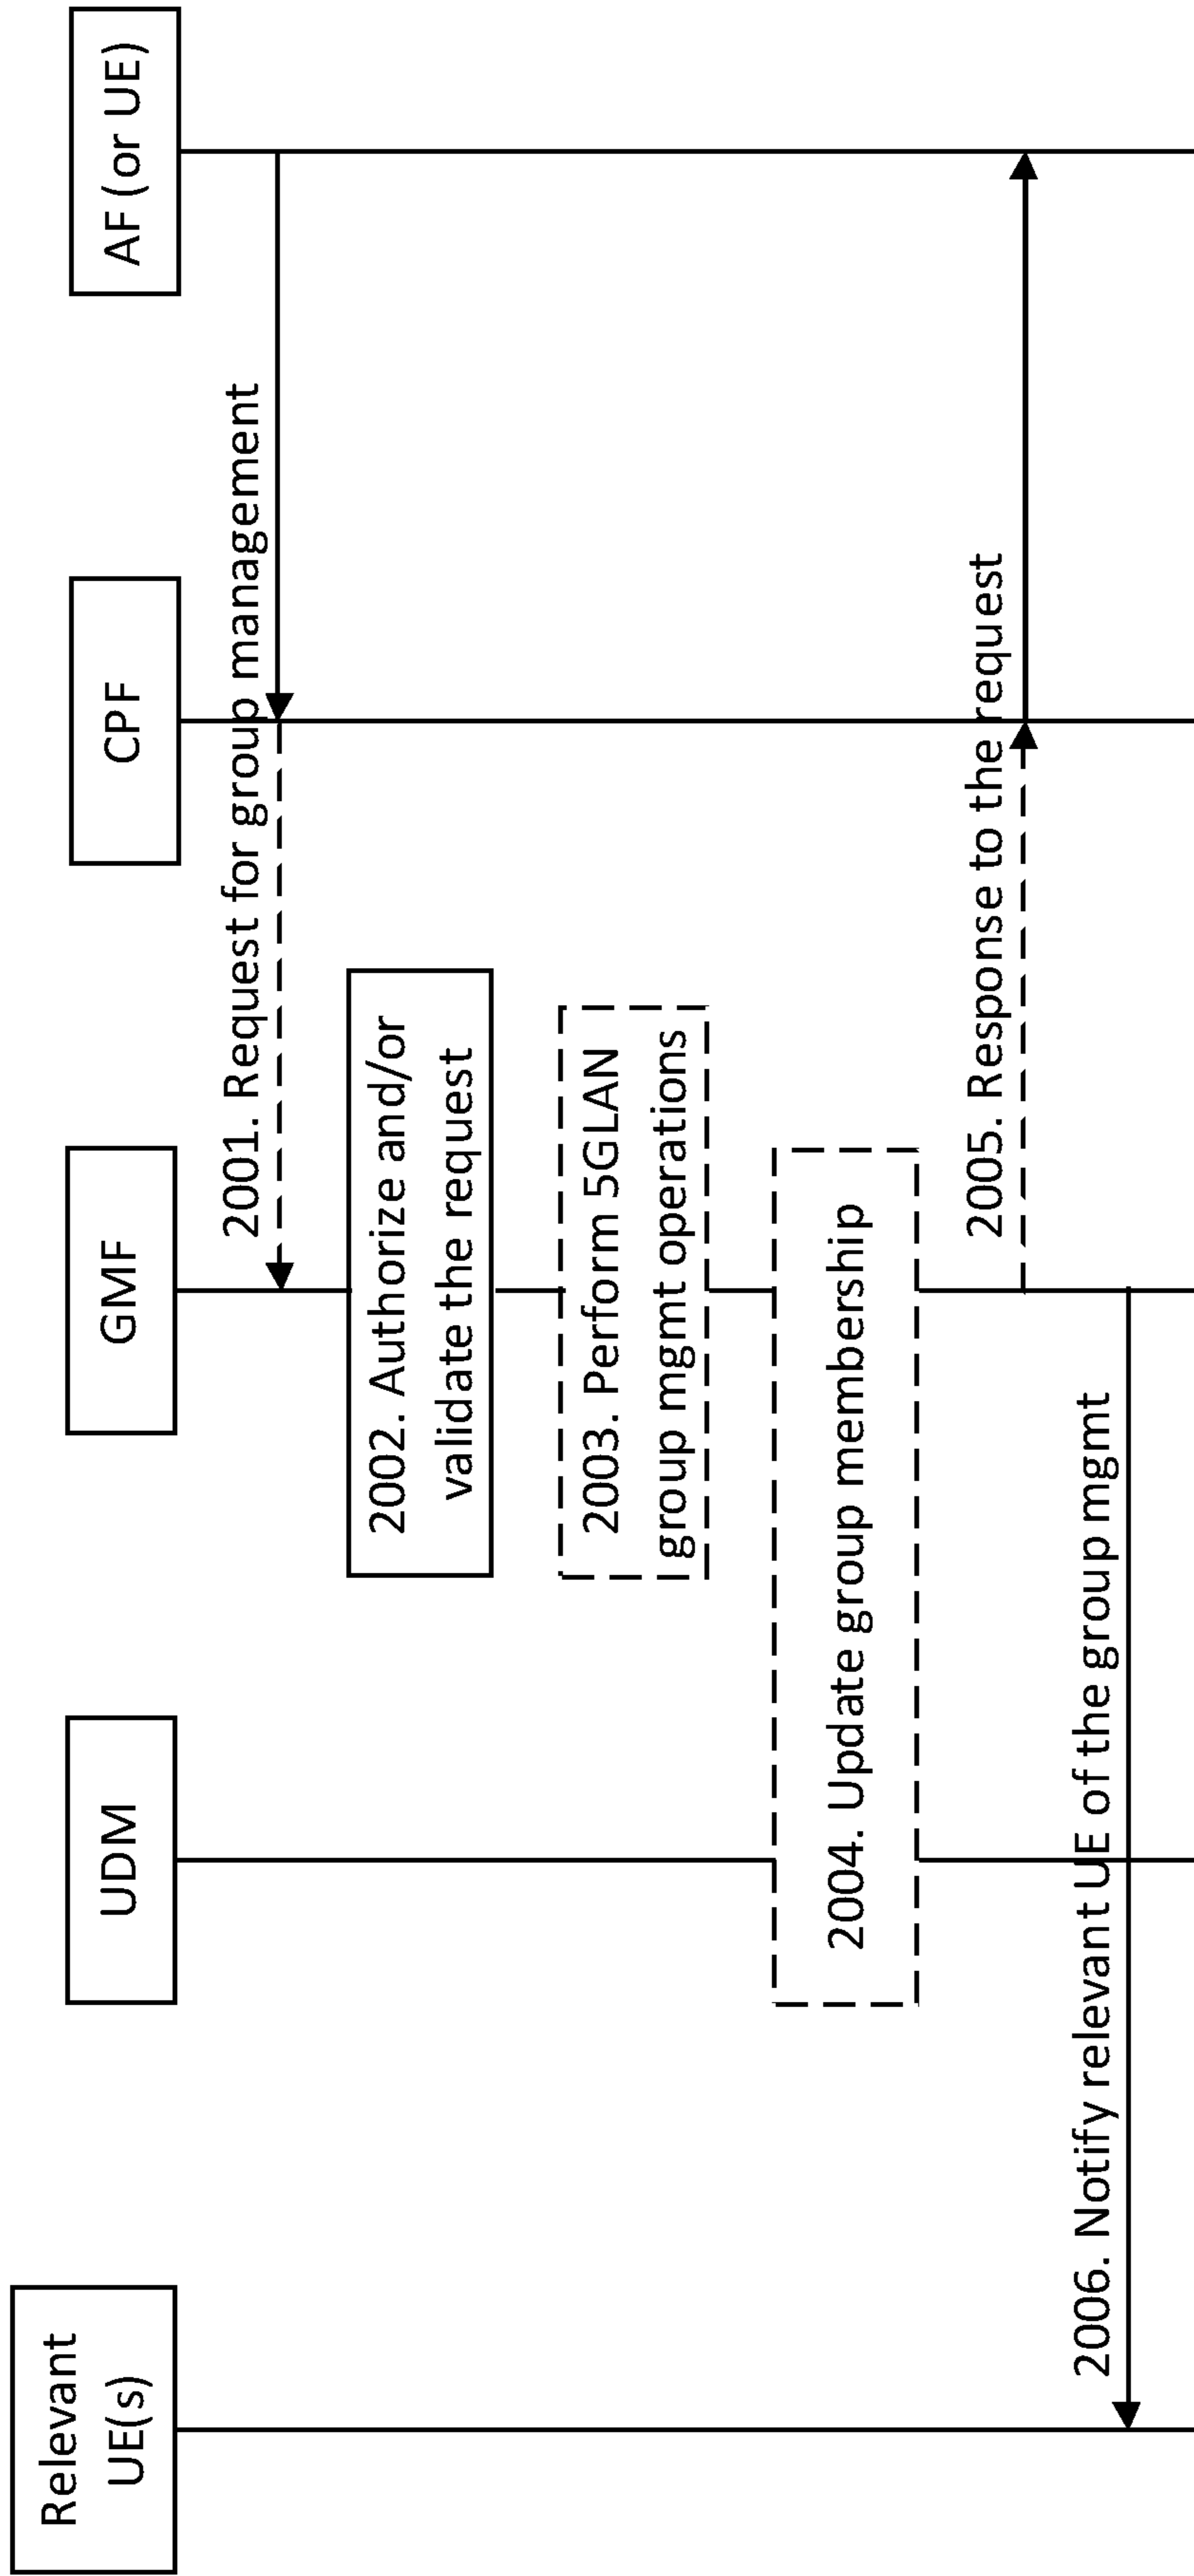 Relevant
UE(s)
UDM
GMF
CPF
AF (or UE)
2001. Request for group management
2002. Authorize and/or
validate the request
2003. Perform 5GLAN
group mgmt operations
2004. Update group membership
2005. Response to the request
2006. Notify relevant UE of the group mgmt